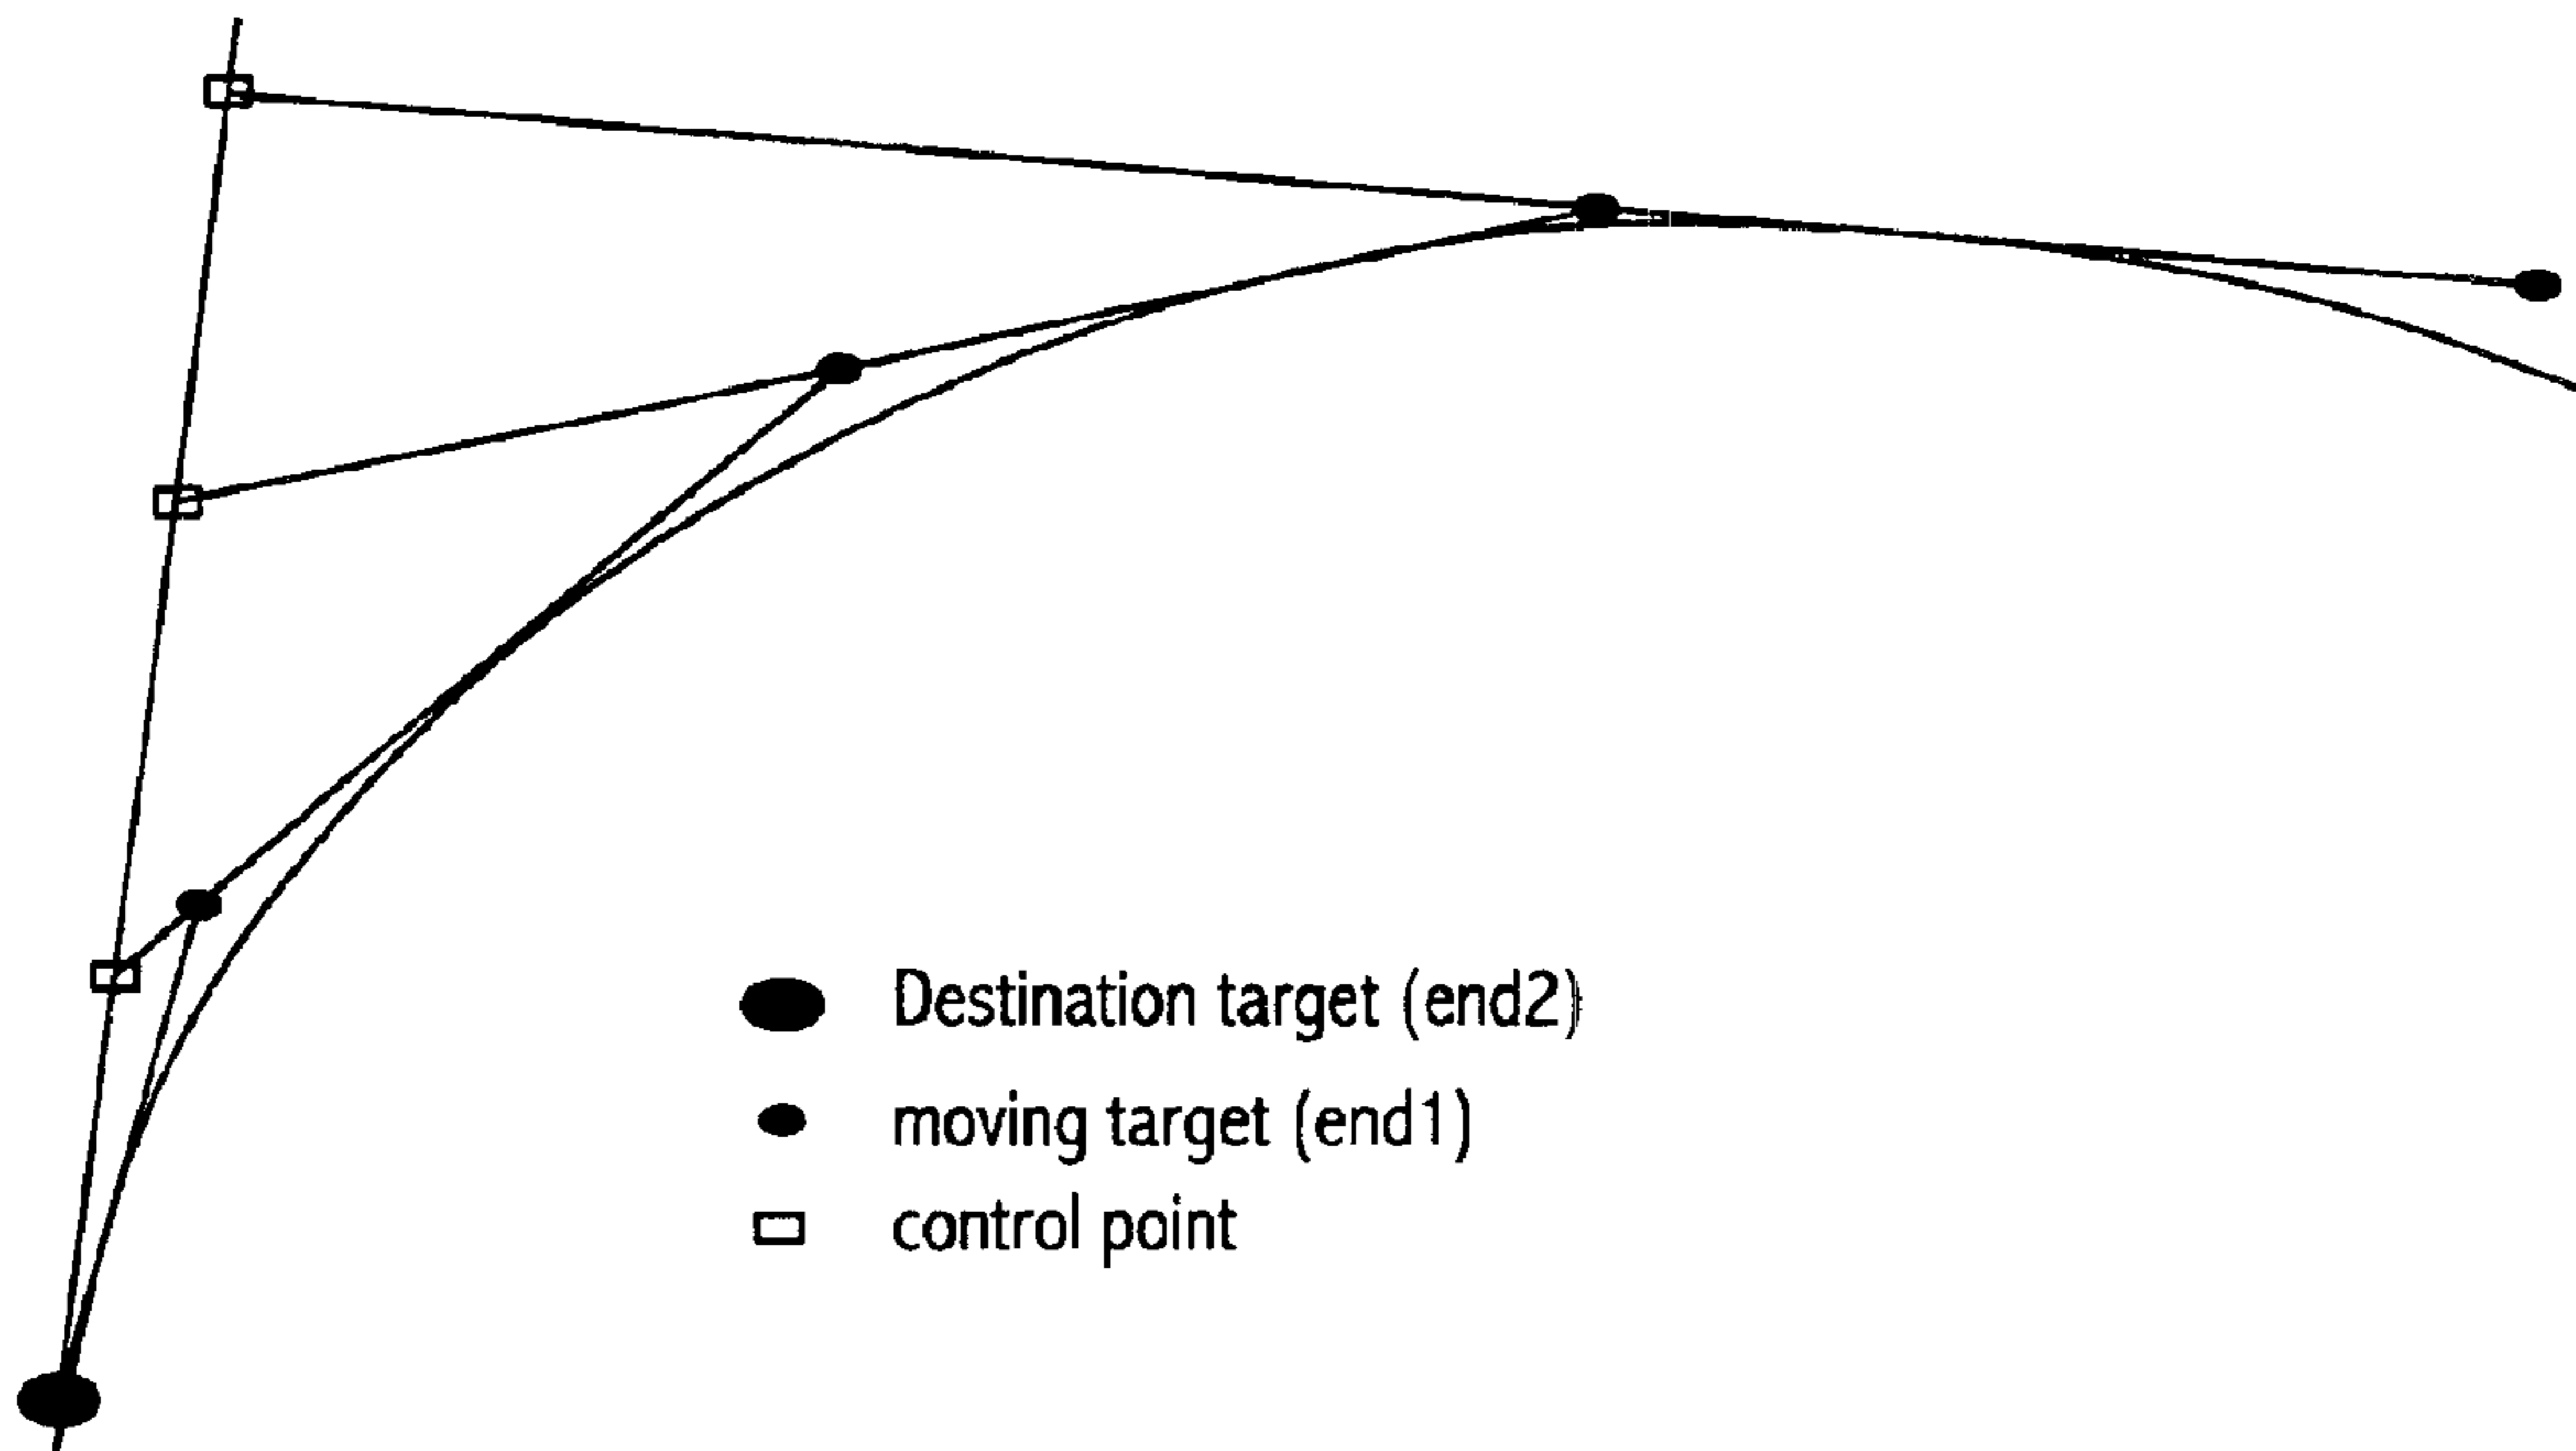 Destination target (end2)
moving target (end1)
control point